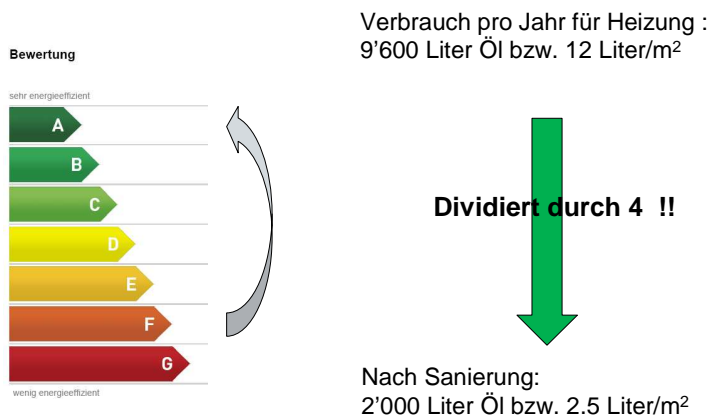 Verbrauch pro Jahr für Heizung :
9’600 Liter Öl bzw. 12 Liter/m²
Bewertung
sehr energieeffizient
A
B
C
D
E
F
G
wenig energieeffizient
Dividiert durch 4 !!
Nach Sanierung:
2’000 Liter Öl bzw. 2.5 Liter/m²